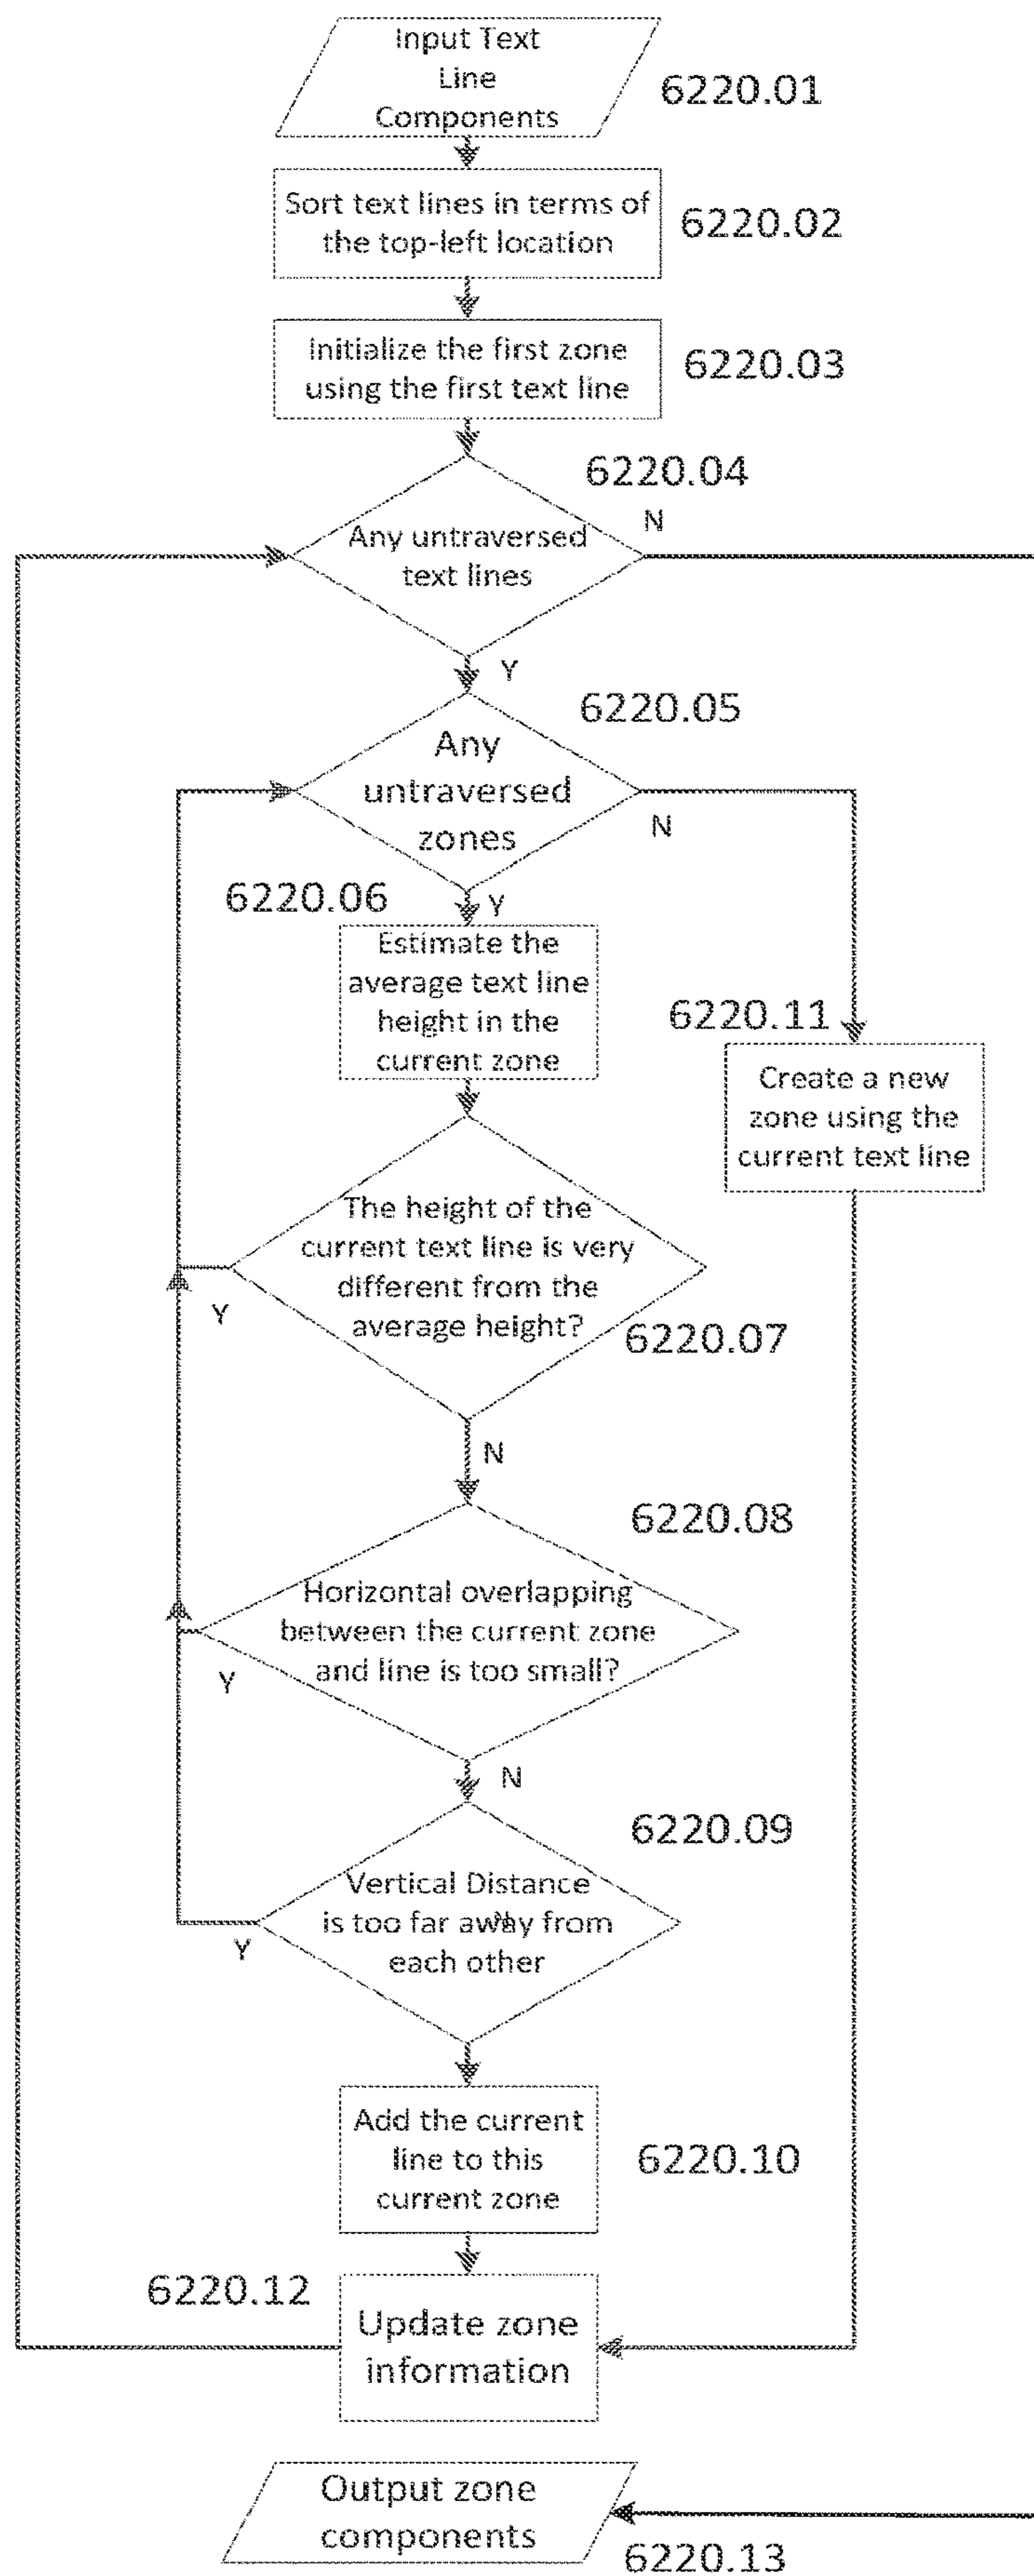 Input Text
Line
Components
6220.01
Sort text lines in terms of
the top-left location
6220.02
Initialize the first zone
using the first text line
6220.03
6220.04
Any untraversed
text lines
N
Y
6220.05
Any
untraversed
zones
N
6220.06
Y
Estimate the
average text line
height in the
current zone
6220.11
Create a new
zone using the
current text line
The height of the
current text line is very
different from the
average height?
Y
6220.07
N
6220.08
Horizontal overlapping
between the current zone
and line is too small?
Y
N
6220.09
Vertical Distance
is too far away from
each other
N
Y
Add the current
line to this
current zone
6220.10
6220.12
Update zone
information
Output zone
components
6220.13